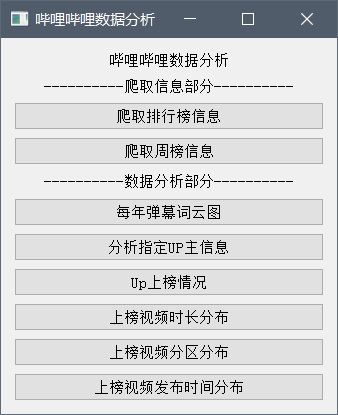 哔哩哔哩数据分析
哔哩哔哩数据分析
----------爬取信息部分----------
爬取排行榜信息
爬取周榜信息
----------数据分析部分----------
每年弹幕词云图
分析指定UP主信息
Up上榜情况
上榜视频时长分布
上榜视频分区分布
上榜视频发布时间分布